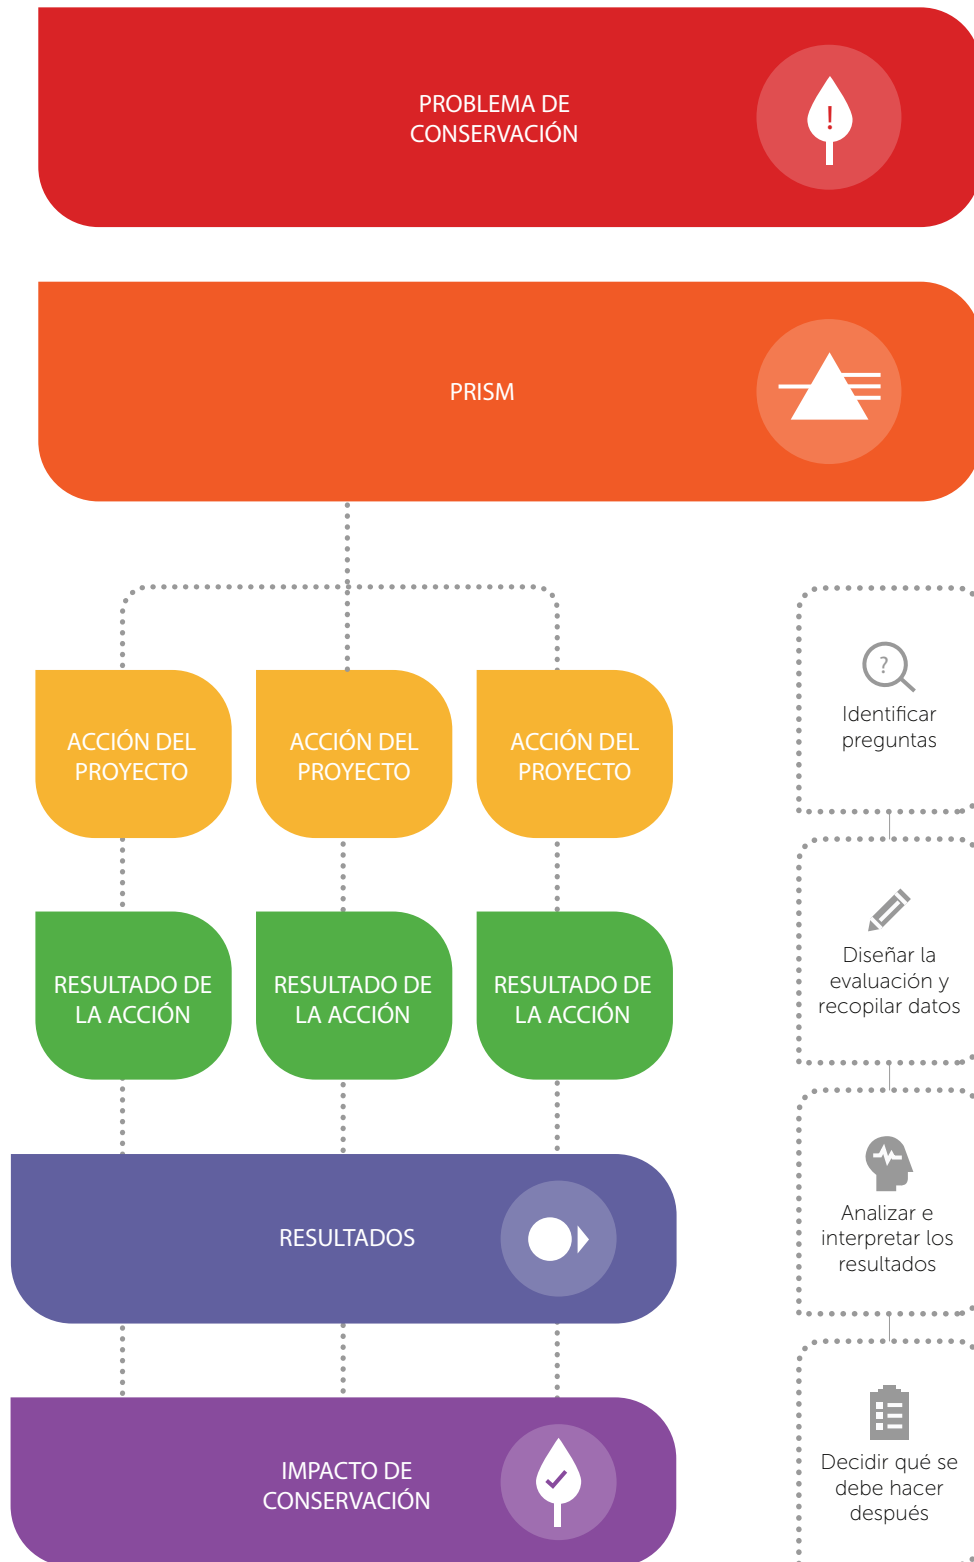 PROBLEMA DE
CONSERVACIÓN
!
PRISM
ACCIÓN DEL
PROYECTO
ACCIÓN DEL
PROYECTO
ACCIÓN DEL
PROYECTO
RESULTADO DE
LA ACCIÓN
RESULTADO DE
LA ACCIÓN
RESULTADO DE
LA ACCIÓN
RESULTADOS
IMPACTO DE
CONSERVACIÓN
?
Identificar
preguntas
Diseñar la
evaluación y
recopilar datos
Analizar e
interpretar los
resultados
Decidir qué se
debe hacer
después